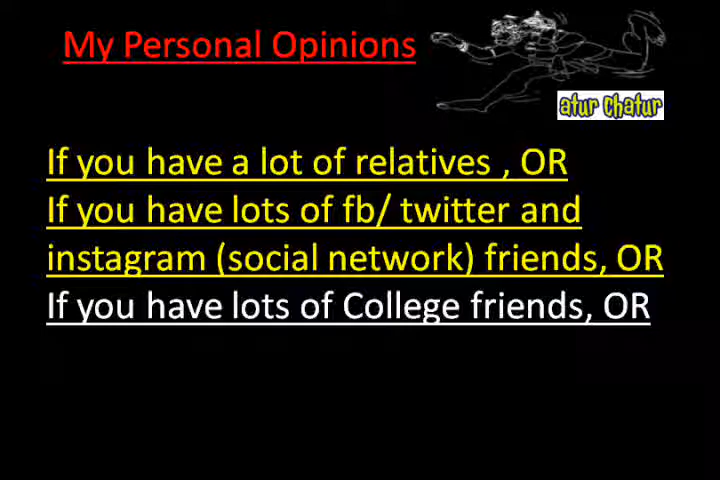 My Personal Opinions
atur chatur
If you have a lot of relatives , OR
If you have lots of fb/ twitter and
instagram (social network) friends, OR
If you have lots of College friends, OR